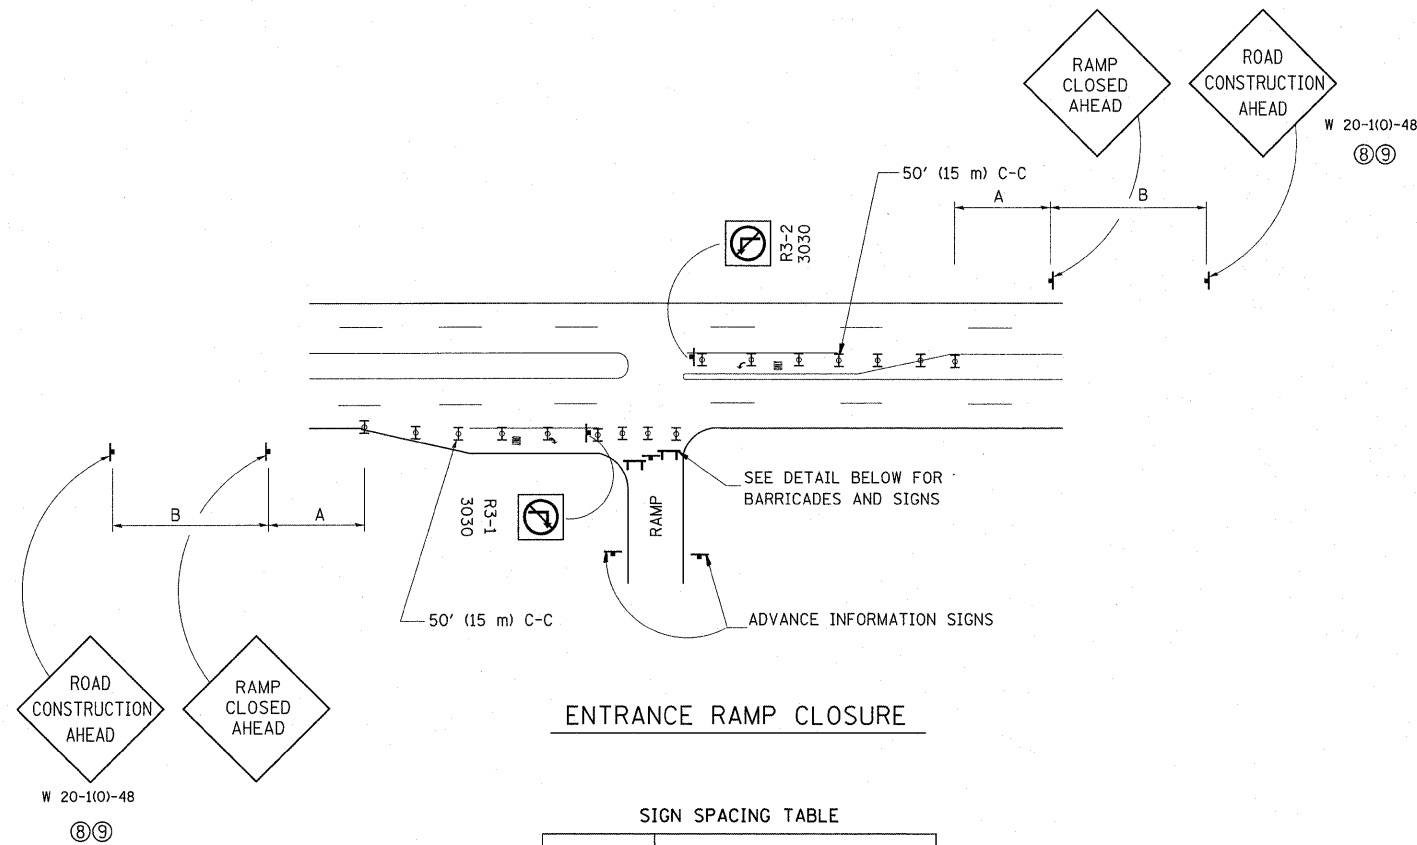 RAMP
CLOSED
AHEAD
ROAD
CONSTRUCTION
AHEAD
W 20-1(O)-48
⑧⑨
50' (15 m) C-C
A
B
R3-2
3030
SEE DETAIL BELOW FOR
BARRICADES AND SIGNS
B
A
R3-1
3030
RAMP
50' (15 m) C-C
ADVANCE INFORMATION SIGNS
ROAD
CONSTRUCTION
AHEAD
RAMP
CLOSED
AHEAD
W 20-1(O)-48
⑧⑨
ENTRANCE RAMP CLOSURE
SIGN SPACING TABLE